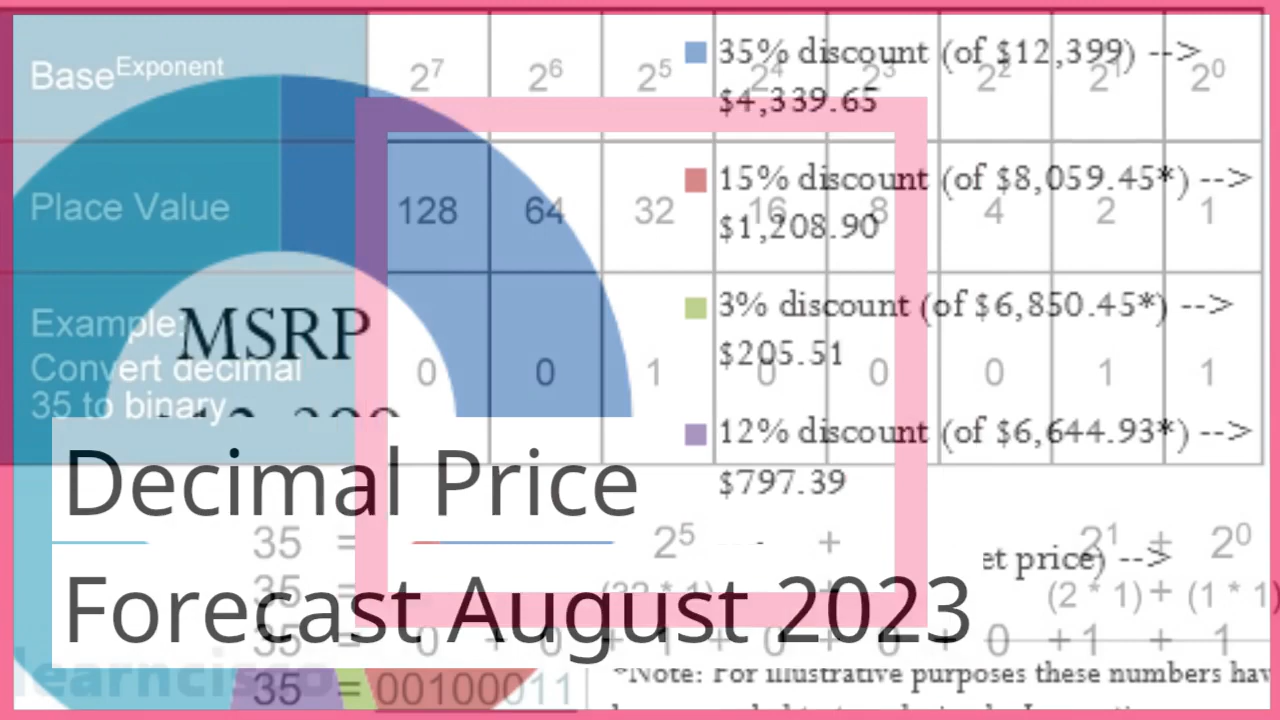 Base^Exponent 2^7 2^6 2^5 2^4 2^3 2^2 2^1 2^0
35% discount (of $12,399) -->
$4,339.65
Place Value 128 64 32 16 8 4 2 1
15% discount (of $8,059.45*) -->
$1,208.90
Example:
Convert decimal
35 to binary
0 0 1 0 0 0 1 1
MSRP
3% discount (of $6,850.45*) -->
$205.51
12% discount (of $6,644.93*) -->
$797.39
Decimal Price
Forecast August 2023
35 = 2^5 + 2^1 + 2^0
et price) -->
35 = (32 * 1) + (2 * 1) + (1 * 1)
35 = 0 + 0 + 1 + 0 + 0 + 0 + 1 + 1
35 = 00100011
learncisco
*Note: For illustrative purposes these numbers hav